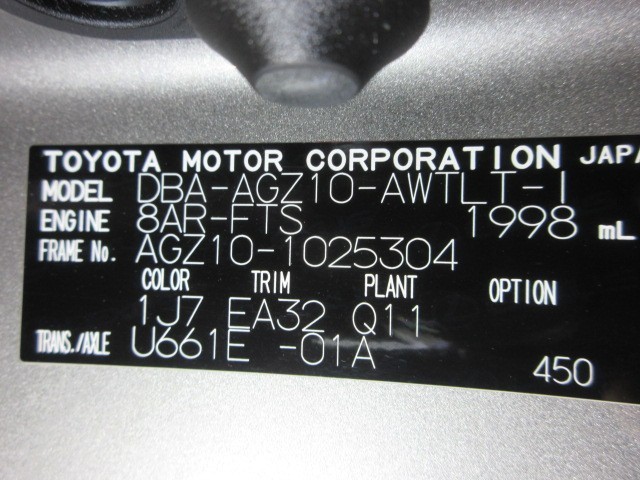 TOYOTA MOTOR CORPORATION JAPA
MODEL DBA-AGZ10-AWTLT-I
ENGINE 8AR-FTS 1998 mL
FRAME No. AGZ10-1025304
COLOR TRIM PLANT OPTION
1J7 EA32 Q11
TRANS./AXLE U661E -01A
450